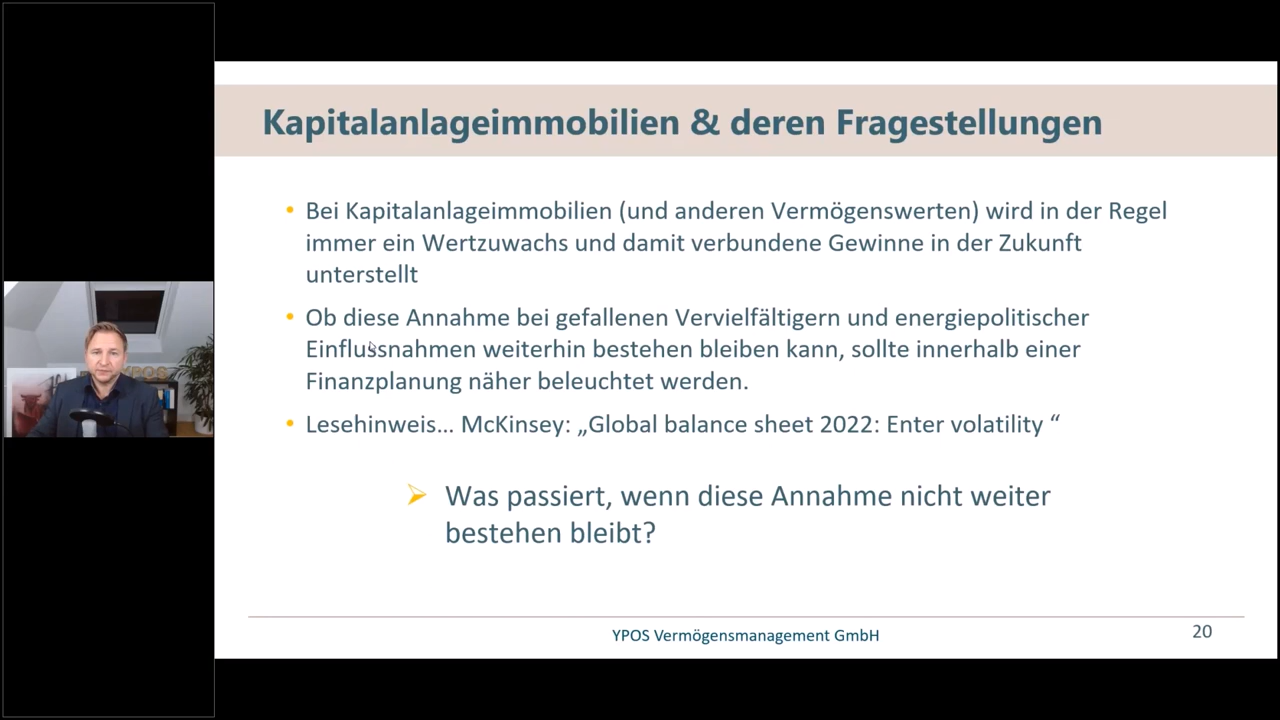 Kapitalanlageimmobilien & deren Fragestellungen
• Bei Kapitalanlageimmobilien (und anderen Vermögenswerten) wird in der Regel
immer ein Wertzuwachs und damit verbundene Gewinne in der Zukunft
unterstellt
• Ob diese Annahme bei gefallenen Vervielfältigern und energiepolitischer
Einflussnahmen weiterhin bestehen bleiben kann, sollte innerhalb einer
Finanzplanung näher beleuchtet werden.
• Lesehinweis... McKinsey: „Global balance sheet 2022: Enter volatility “
➢ Was passiert, wenn diese Annahme nicht weiter
bestehen bleibt?
YPOS Vermögensmanagement GmbH
20
YPOS